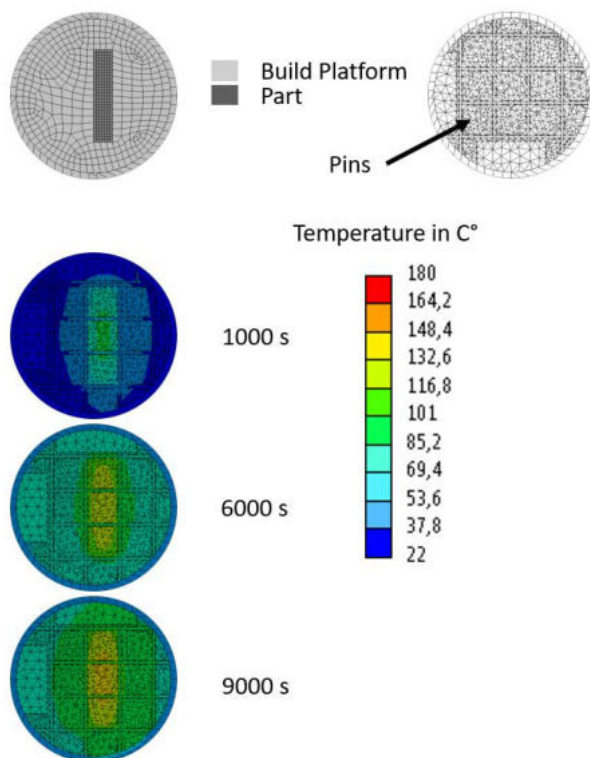 Build Platform
Part
Pins
Temperature in C°
180
164,2
148,4
132,6
116,8
101
85,2
69,4
53,6
37,8
22
1000 s
6000 s
9000 s